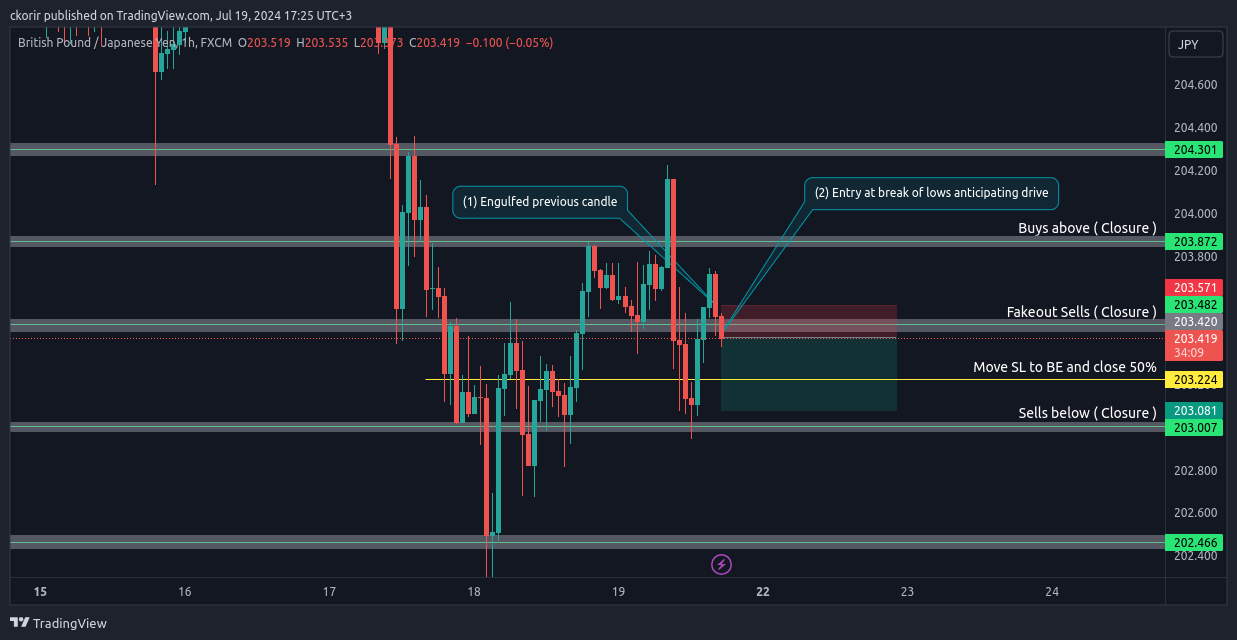 ckorir published on TradingView.com, Jul 19, 2024 17:25 UTC+3
British Pound / Japanese Yen, 1h, FXCM O203.519 H203.535 L203.373 C203.419 −0.100 (−0.05%)
JPY
204.600
204.400
204.301
204.200
(1) Engulfed previous candle
(2) Entry at break of lows anticipating drive
204.000
Buys above ( Closure )
203.872
203.800
203.571
203.482
Fakeout Sells ( Closure )
203.420
203.419
34:09
Move SL to BE and close 50%
203.224
203.081
Sells below ( Closure )
203.007
202.800
202.600
202.466
202.400
15 16 17 18 19 22 23 24
TradingView